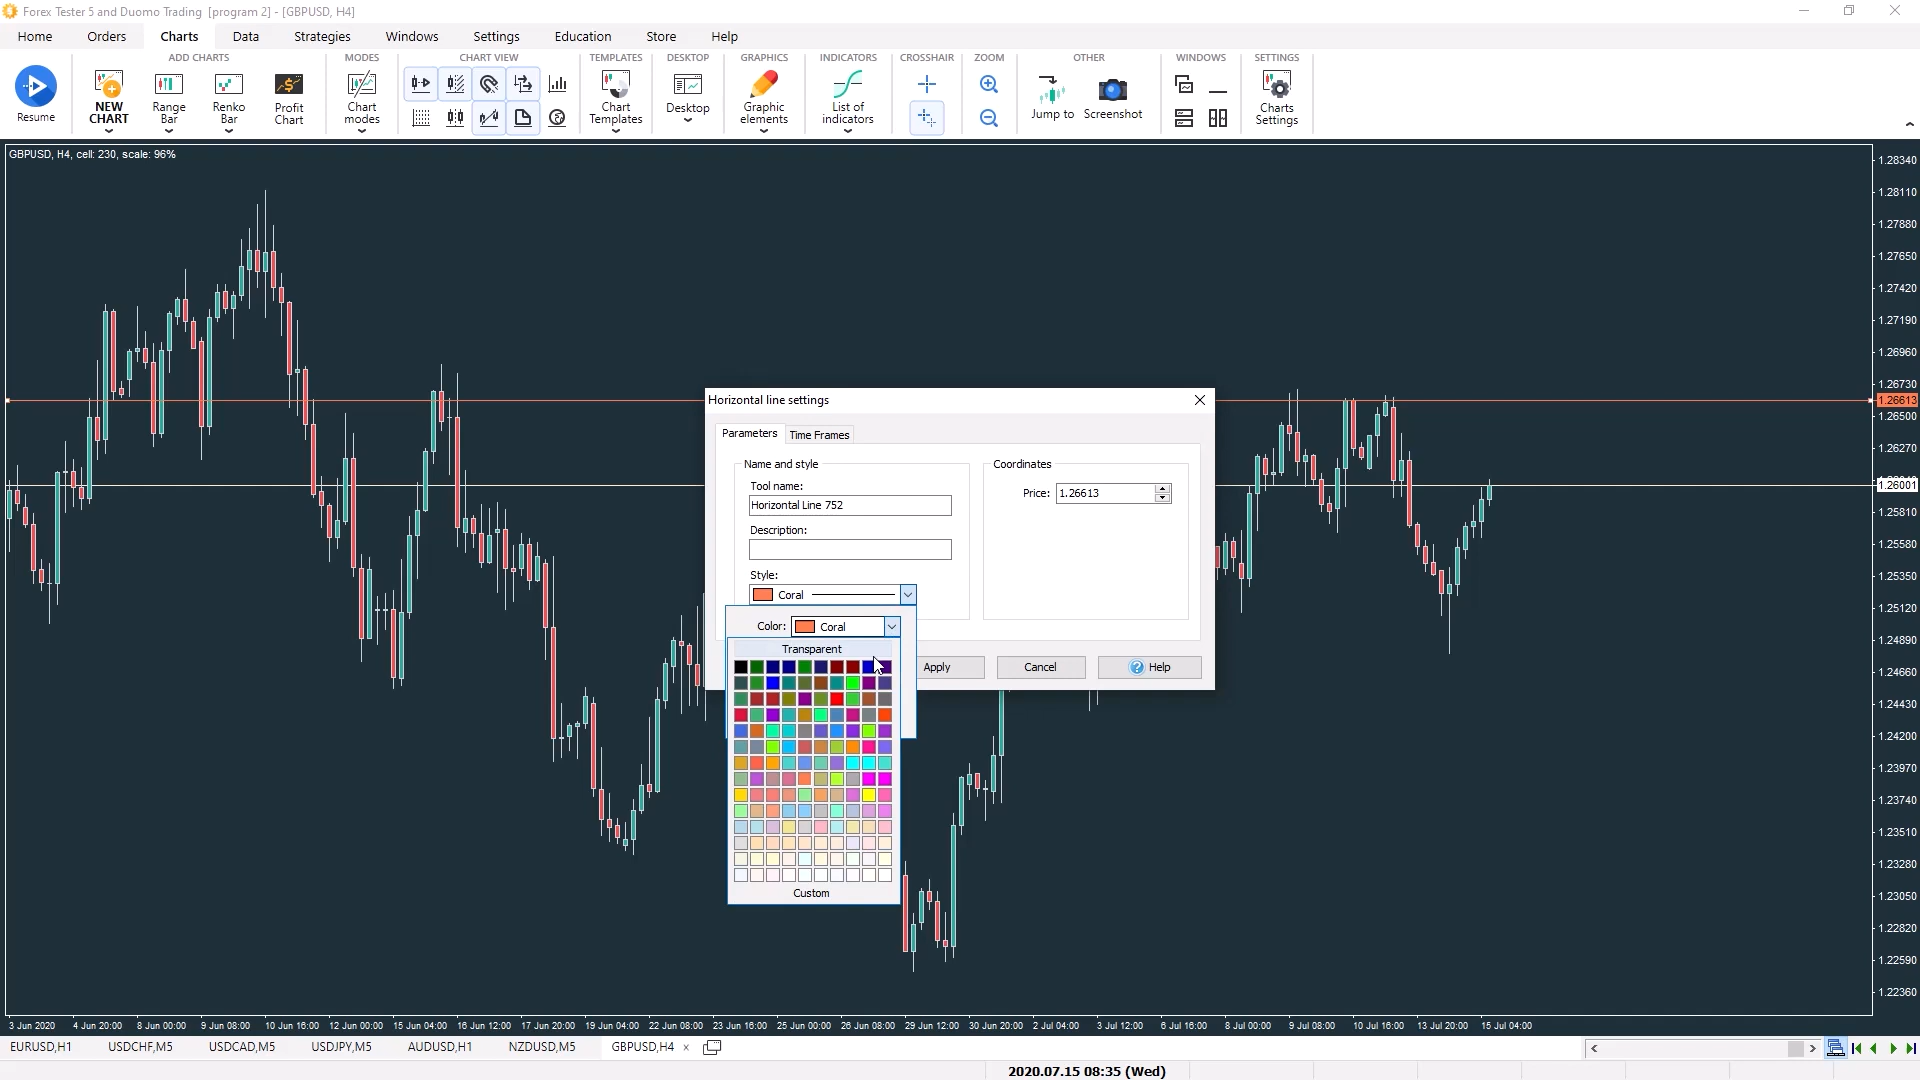 Forex Tester 5 and Duomo Trading [program 2] - [GBPUSD, H4]
Home Orders Charts Data Strategies Windows Settings Education Store Help
ADD CHARTS MODES CHART VIEW TEMPLATES DESKTOP GRAPHICS INDICATORS CROSSHAIR ZOOM OTHER WINDOWS SETTINGS
Resume
NEW CHART
Range Bar
Renko Bar
Profit Chart
Chart modes
Chart Templates
Desktop
Graphic elements
List of indicators
Jump to
Screenshot
Charts Settings
GBPUSD, H4, cell: 230, scale: 96%
1.28340
1.28110
1.27880
1.27650
1.27420
1.27190
1.26960
1.26730
1.26613
1.26500
1.26270
1.26001
1.25810
1.25580
1.25350
1.25120
1.24890
1.24660
1.24430
1.24200
1.23970
1.23740
1.23510
1.23280
1.23050
1.22820
1.22590
1.22360
Horizontal line settings
Parameters Time Frames
Name and style
Tool name:
Horizontal Line 752
Description:
Style:
Coral
Coordinates
Price: 1.26613
Color: Coral
Transparent
Custom
Apply Cancel Help
3 Jun 2020 4 Jun 20:00 8 Jun 00:00 9 Jun 08:00 10 Jun 16:00 12 Jun 00:00 15 Jun 04:00 16 Jun 12:00 17 Jun 20:00 19 Jun 04:00 22 Jun 08:00 23 Jun 16:00 25 Jun 00:00 26 Jun 08:00 29 Jun 12:00 30 Jun 20:00 2 Jul 04:00 3 Jul 12:00 6 Jul 16:00 8 Jul 00:00 9 Jul 08:00 10 Jul 16:00 13 Jul 20:00 15 Jul 04:00
EURUSD,H1 USDCHF,M5 USDCAD,M5 USDJPY,M5 AUDUSD,H1 NZDUSD,M5 GBPUSD,H4
2020.07.15 08:35 (Wed)